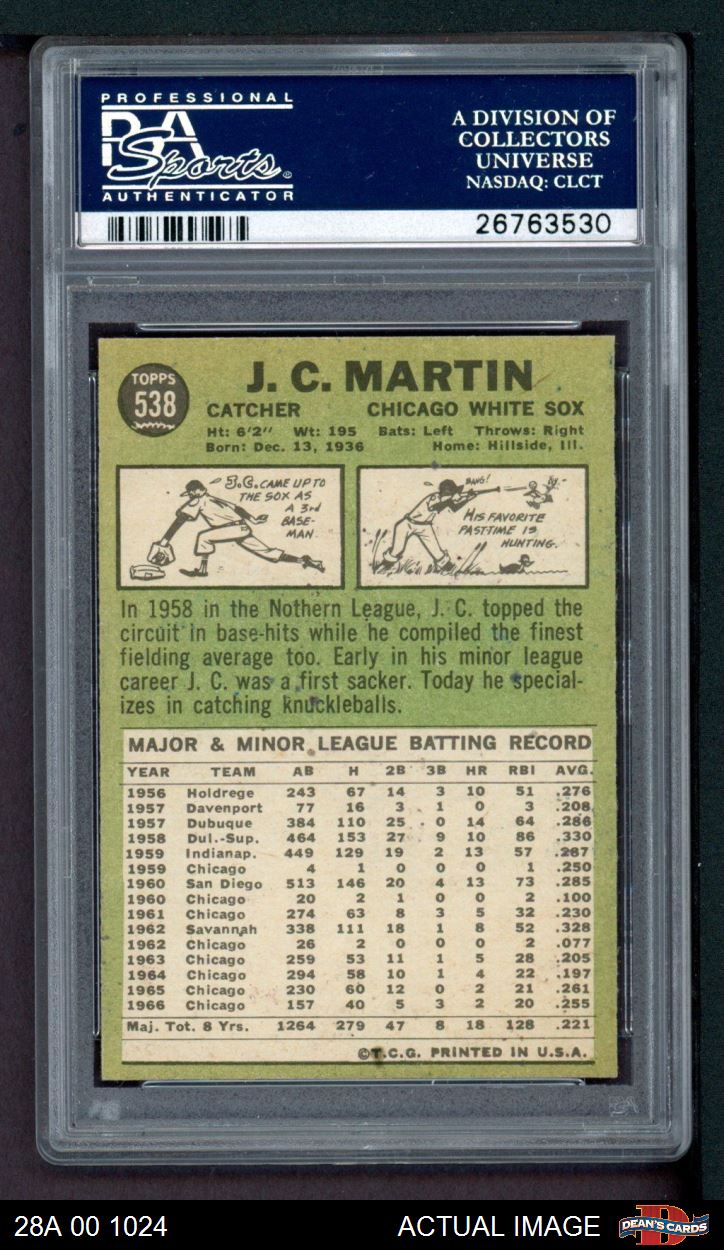 PROFESSIONAL
PSA
Sports
AUTHENTICATOR
A DIVISION OF
COLLECTORS
UNIVERSE
NASDAQ: CLCT
26763530
TOPPS
538
J. C. MARTIN
CATCHER CHICAGO WHITE SOX
Ht: 6'2" Wt: 195 Bats: Left Throws: Right
Born: Dec. 13, 1936 Home: Hillside, Ill.
J.C. CAME UP TO
THE SOX AS
A 3rd
BASE-
MAN.
BANG!
HIS FAVORITE
PASTTIME IS
HUNTING.
In 1958 in the Nothern League, J. C. topped the
circuit in base-hits while he compiled the finest
fielding average too. Early in his minor league
career J. C. was a first sacker. Today he special-
izes in catching knuckleballs.
MAJOR & MINOR LEAGUE BATTING RECORD
YEAR TEAM AB H 2B 3B HR RBI AVG.
1956 Holdrege 243 67 14 3 10 51 .276
1957 Davenport 77 16 3 1 0 3 .208
1957 Dubuque 384 110 25 0 14 64 .286
1958 Dul.-Sup. 464 153 27 9 10 86 .330
1959 Indianap. 449 129 19 2 13 57 .287
1959 Chicago 4 1 0 0 0 1 .250
1960 San Diego 513 146 20 4 13 73 .285
1960 Chicago 20 2 1 0 0 2 .100
1961 Chicago 274 63 8 3 5 32 .230
1962 Savannah 338 111 18 1 8 52 .328
1962 Chicago 26 2 0 0 0 2 .077
1963 Chicago 259 53 11 1 5 28 .205
1964 Chicago 294 58 10 1 4 22 .197
1965 Chicago 230 60 12 0 2 21 .261
1966 Chicago 157 40 5 3 2 20 .255
Maj. Tot. 8 Yrs. 1264 279 47 8 18 128 .221
©T.C.G. PRINTED IN U.S.A.
28A 00 1024
ACTUAL IMAGE
DEAN'S CARDS